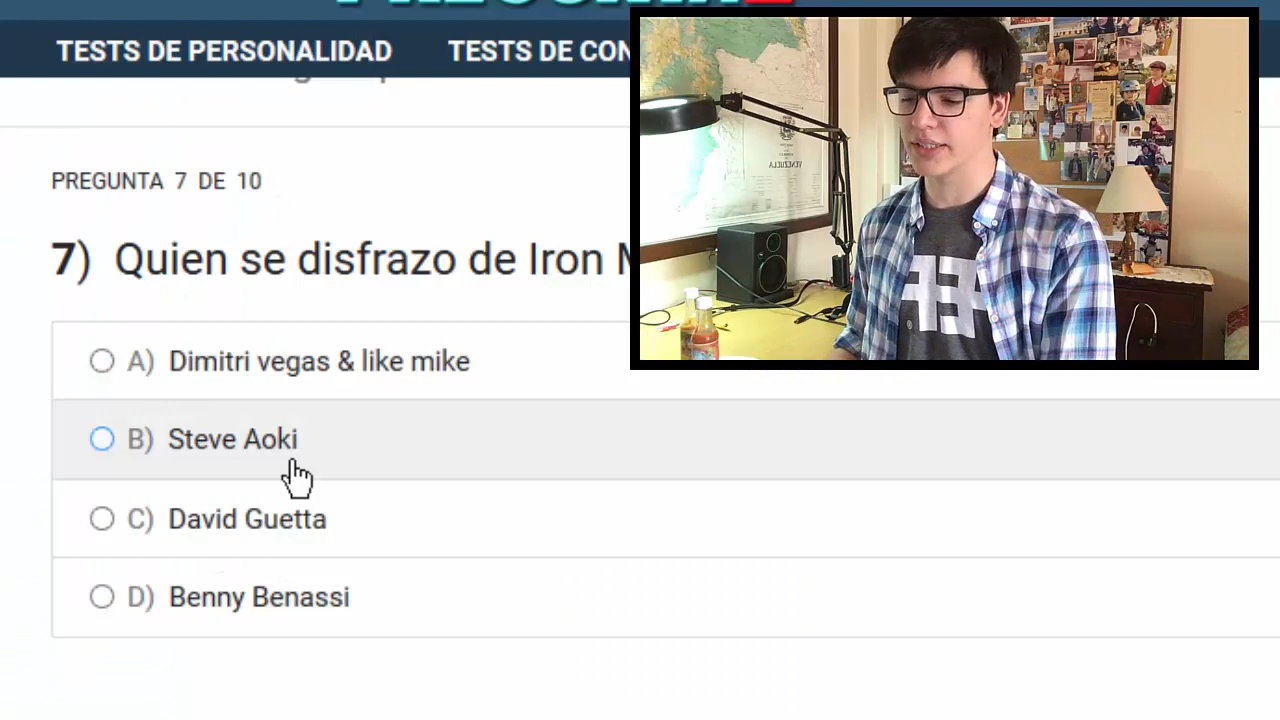 TESTS DE PERSONALIDAD
TESTS DE CON
PREGUNTA 7 DE 10
7) Quien se disfrazo de Iron
A) Dimitri vegas & like mike
B) Steve Aoki
C) David Guetta
D) Benny Benassi
VENEZUELA